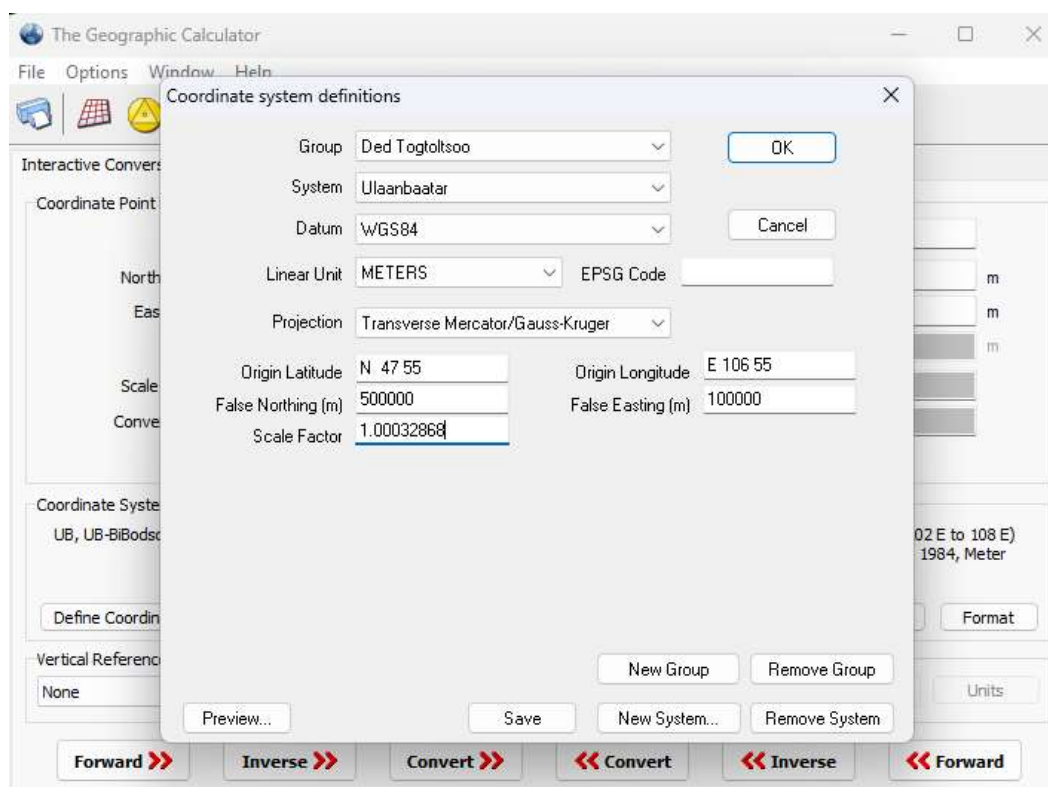 The Geographic Calculator
File Options Window Help
Coordinate system definitions
Group Ded Togtoltsoo OK
Interactive Convers
System Ulaanbaatar
Coordinate Point
Datum WGS84 Cancel
North Linear Unit METERS EPSG Code m
Eas m
Projection Transverse Mercator/Gauss-Kruger
m
Origin Latitude N 47 55 Origin Longitude E 106 55
Scale
False Northing (m) 500000 False Easting (m) 100000
Conve
Scale Factor 1.00032868
Coordinate Syste
UB, UB-BiBodso 02 E to 108 E)
1984, Meter
Define Coordin Format
Vertical Referenc
New Group Remove Group
None Units
Preview... Save New System... Remove System
Forward Inverse Convert Convert Inverse Forward